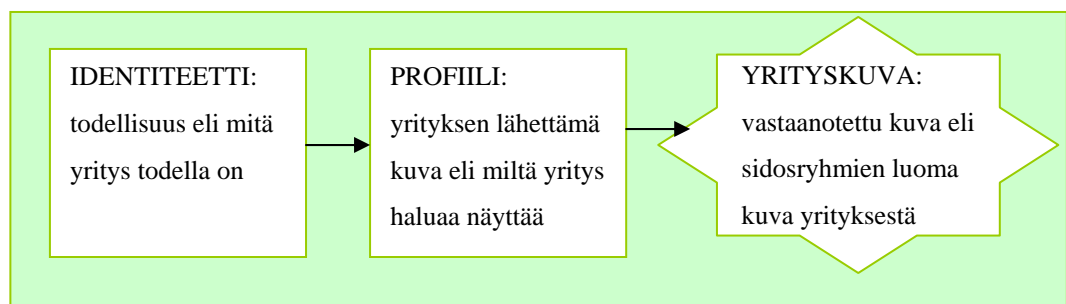 IDENTITEETTI:
todellisuus eli mitä
yritys todella on
PROFIILI:
yrityksen lähettämä
kuva eli miltä yritys
haluaa näyttää
YRITYSKUVA:
vastaanotettu kuva eli
sidosryhmien luoma
kuva yrityksestä